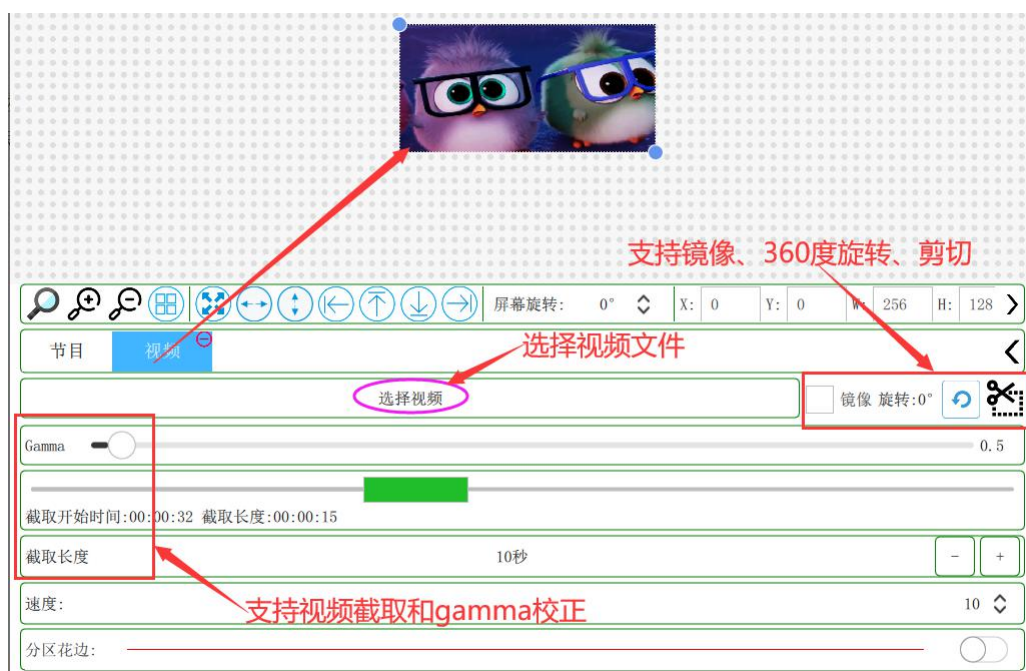 支持镜像、360度旋转、剪切
屏幕旋转: 0° X: 0 Y: 0 W: 256 H: 128
节目 视频 选择视频文件
选择视频 镜像 旋转:0°
Gamma 0.5
截取开始时间:00:00:32 截取长度:00:00:15
截取长度 10秒 - +
支持视频截取和gamma校正
速度: 10
分区花边: